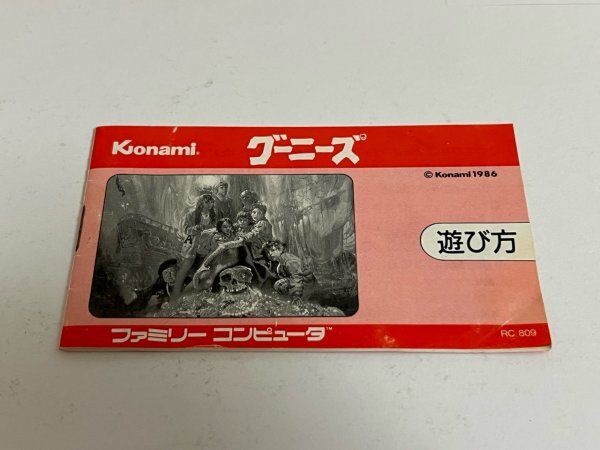 Konami® グーニーズ©
© Konami 1986
遊び方
ファミリー コンピュータ™
RC 809